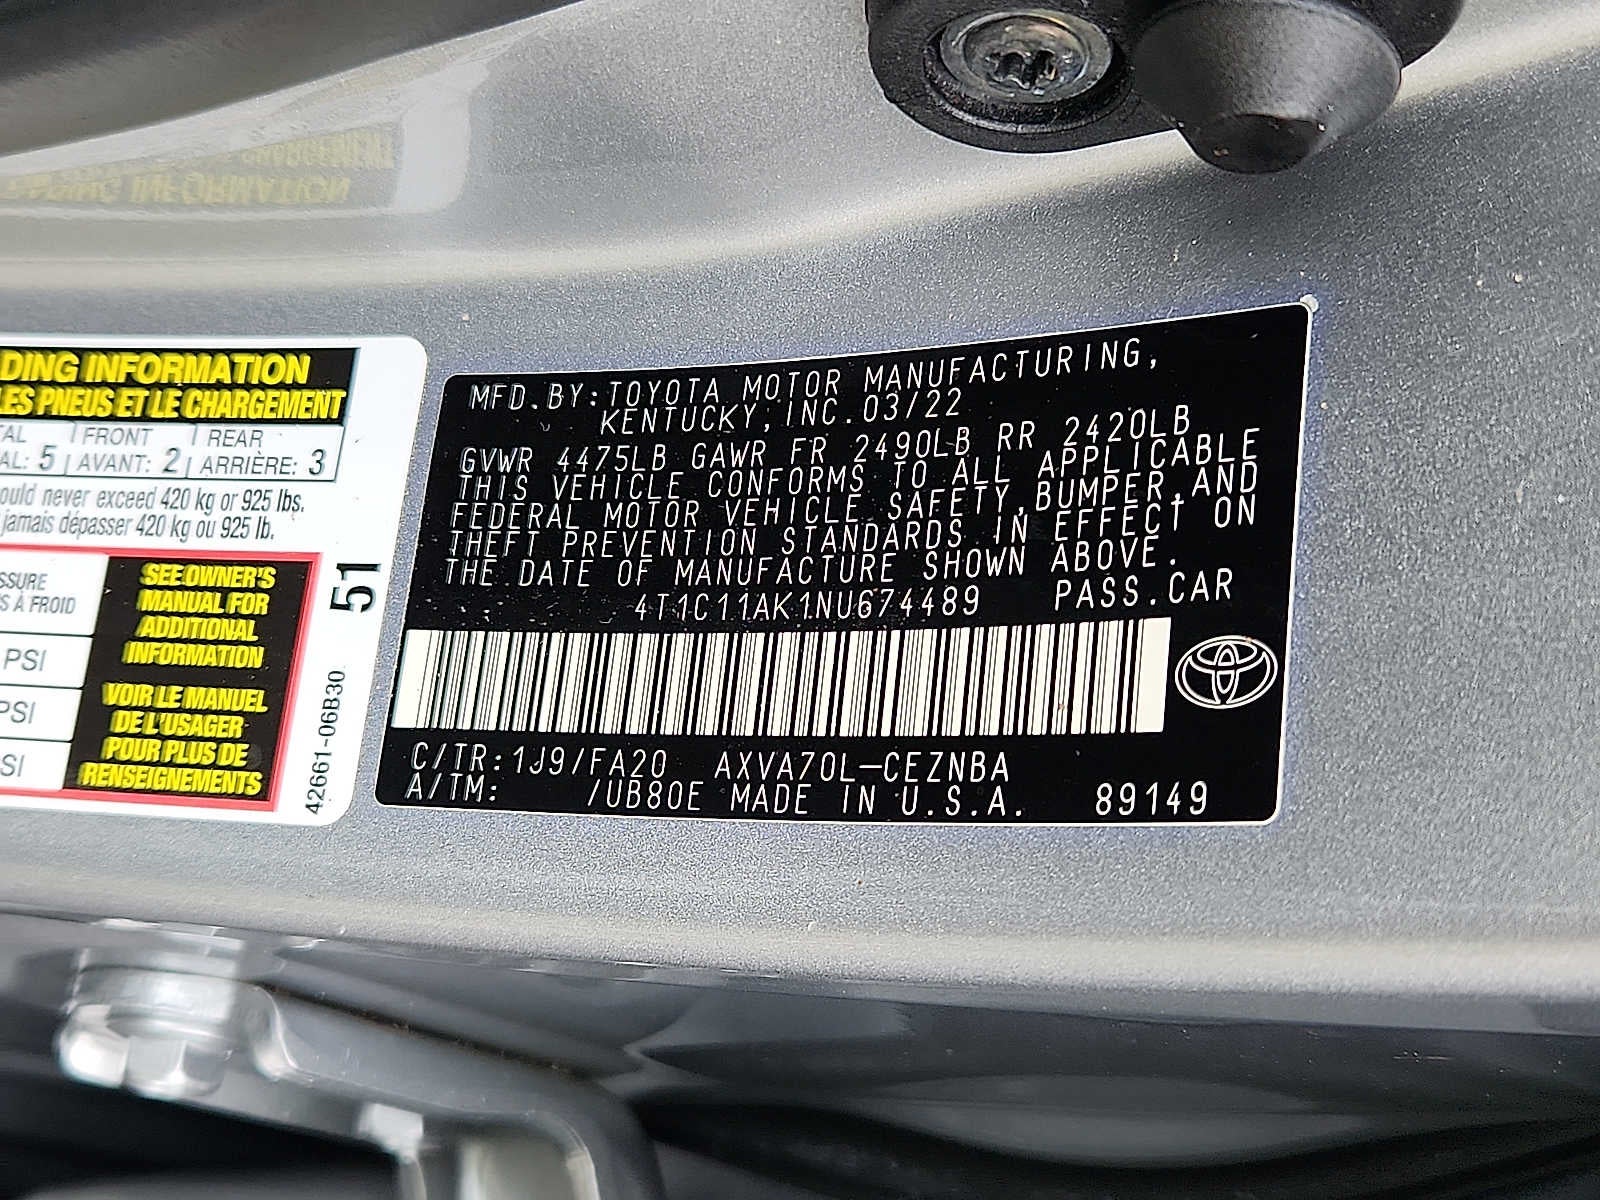 DING INFORMATION
LES PNEUS ET LE CHARGEMENT
TAL FRONT REAR
AL: 5 AVANT: 2 ARRIÈRE: 3
ould never exceed 420 kg or 925 lbs.
jamais dépasser 420 kg ou 925 lb.
SSURE
S À FROID
PSI
PSI
SI
SEE OWNER'S
MANUAL FOR
ADDITIONAL
INFORMATION
VOIR LE MANUEL
DE L'USAGER
POUR PLUS DE
RENSEIGNEMENTS
51
42661-06B30
MFD.BY:TOYOTA MOTOR MANUFACTURING,
KENTUCKY, INC.03/22
GVWR 4475LB GAWR FR 2490LB RR 2420LB
THIS VEHICLE CONFORMS TO ALL APPLICABLE
FEDERAL MOTOR VEHICLE SAFETY,BUMPER,AND
THEFT PREVENTION STANDARDS IN EFFECT ON
THE DATE OF MANUFACTURE SHOWN ABOVE.
4T1C11AK1NU674489 PASS.CAR
C/TR:1J9/FA20 AXVA70L-CEZNBA
A/TM: /UB80E MADE IN U.S.A. 89149